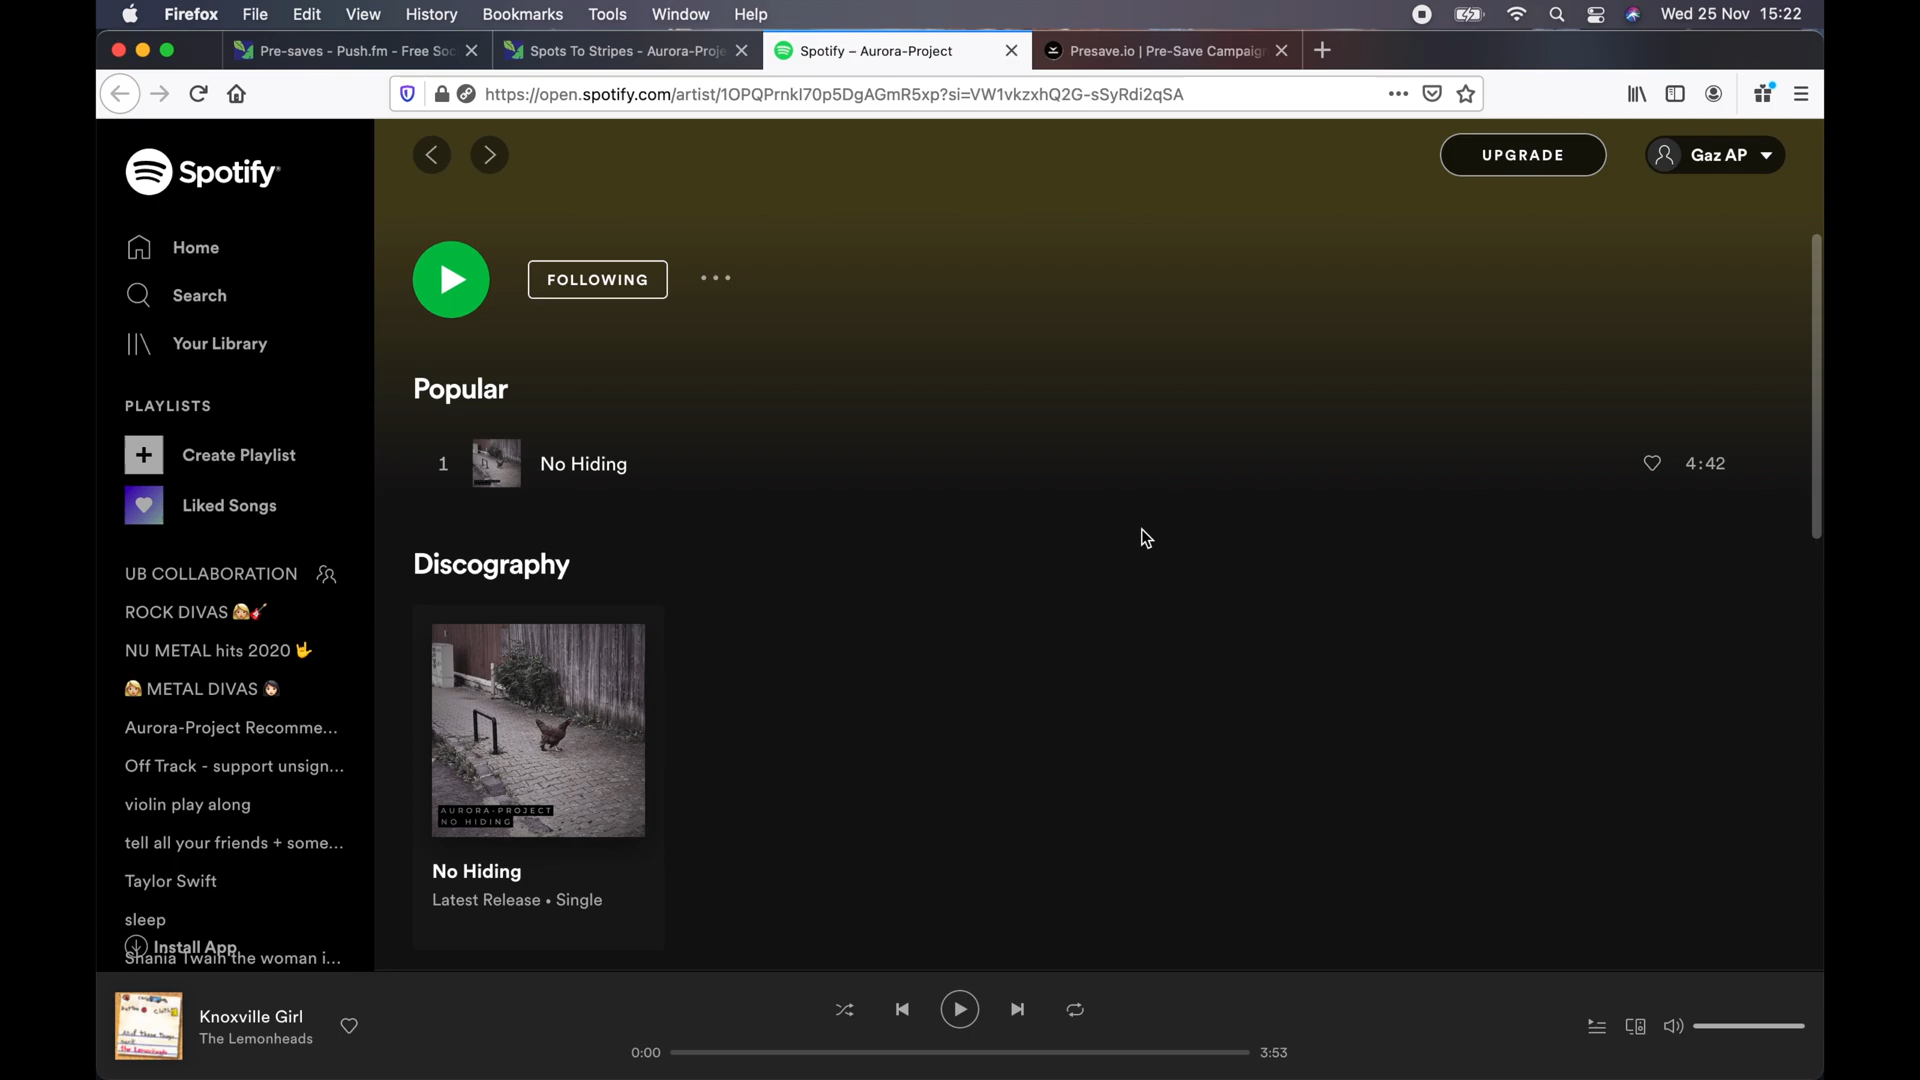 Firefox File Edit View History Bookmarks Tools Window Help Wed 25 Nov 15:22
Pre-saves - Push.fm - Free Soc Spots To Stripes - Aurora-Proje Spotify – Aurora-Project Presave.io | Pre-Save Campaign
https://open.spotify.com/artist/1OPQPrnkI70p5DgAGmR5xp?si=VW1vkzxhQ2G-sSyRdi2qSA
Spotify
UPGRADE
Gaz AP
Home
Search
Your Library
PLAYLISTS
Create Playlist
Liked Songs
UB COLLABORATION
ROCK DIVAS 👩🏼🎸
NU METAL hits 2020 🤟
👩🏼 METAL DIVAS 👩🏻
Aurora-Project Recomme...
Off Track - support unsign...
violin play along
tell all your friends + some...
Taylor Swift
sleep
Install App
Shania Twain the woman i...
FOLLOWING
Popular
1 No Hiding 4:42
Discography
AURORA-PROJECT
NO HIDING
No Hiding
Latest Release • Single
Knoxville Girl
The Lemonheads
0:00 3:53